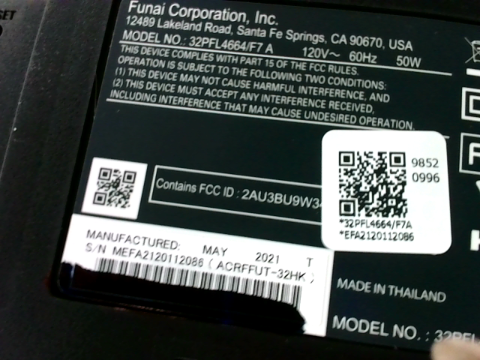 SET
Funai Corporation, Inc.
12489 Lakeland Road, Santa Fe Springs, CA 90670, USA
MODEL NO.: 32PFL4664/F7 A 120V~ 60Hz 50W
THIS DEVICE COMPLIES WITH PART 15 OF THE FCC RULES.
OPERATION IS SUBJECT TO THE FOLLOWING TWO CONDITIONS:
(1) THIS DEVICE MAY NOT CAUSE HARMFUL INTERFERENCE, AND
(2) THIS DEVICE MUST ACCEPT ANY INTERFERENCE RECEIVED,
INCLUDING INTERFERENCE THAT MAY CAUSE UNDESIRED OPERATION.
9852
0996
*32PFL4664/F7A
*EFA2120112086
Contains FCC ID : 2AU3BU9W3
MANUFACTURED: MAY 2021 T
S/N MEFA2120112086 ( ACRFFUT-32HK )
MADE IN THAILAND
MODEL NO.: 32PFL